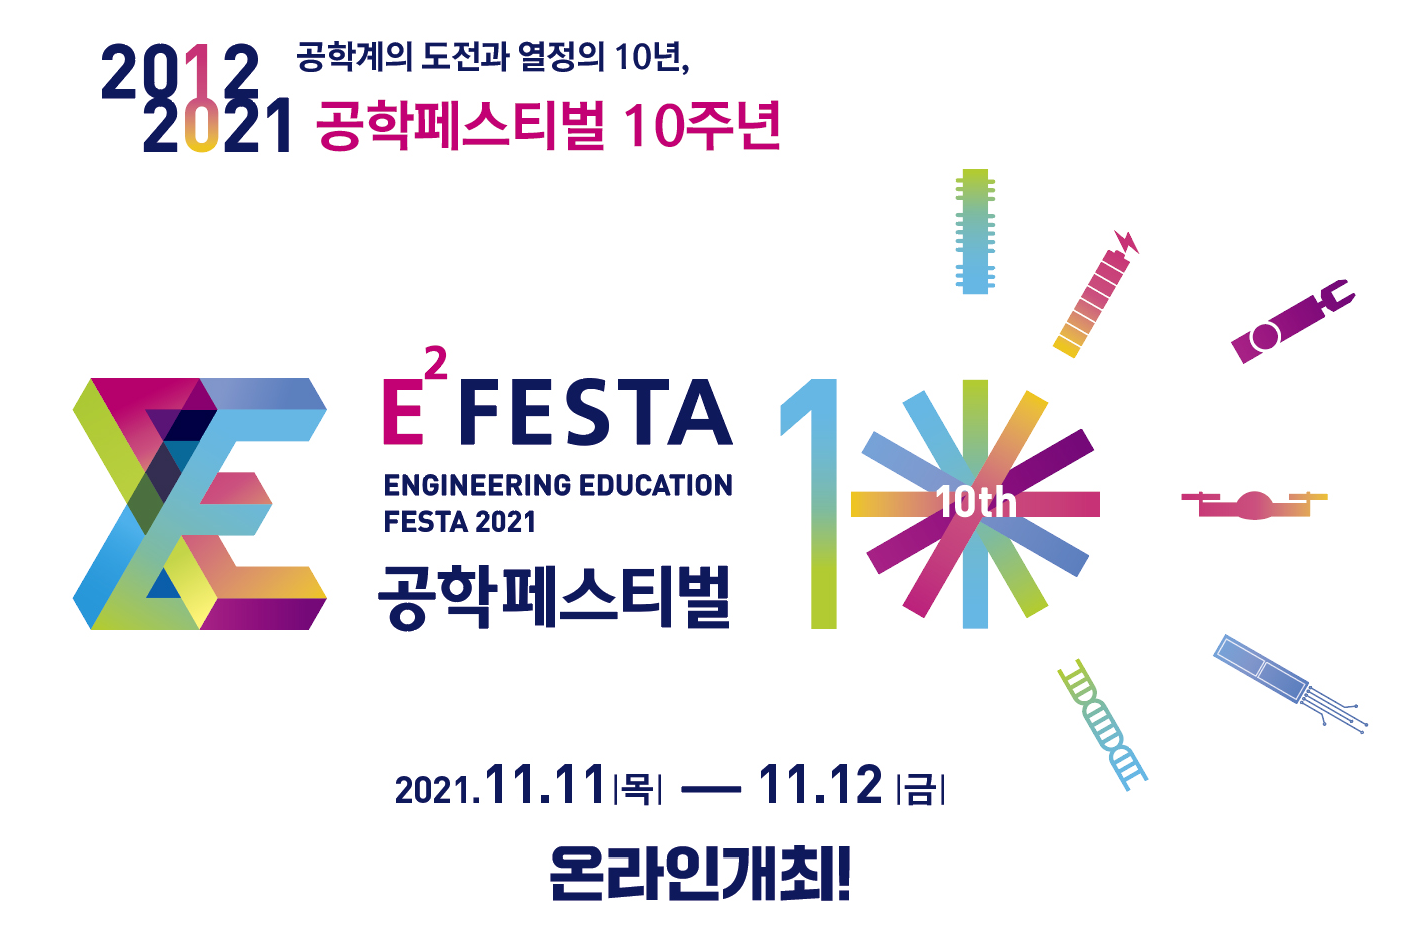 2012
2021
공학계의 도전과 열정의 10년,
공학페스티벌 10주년
E² FESTA
ENGINEERING EDUCATION
FESTA 2021
공학페스티벌
10
10th
2021.11.11|목| — 11.12 |금|
온라인개최!